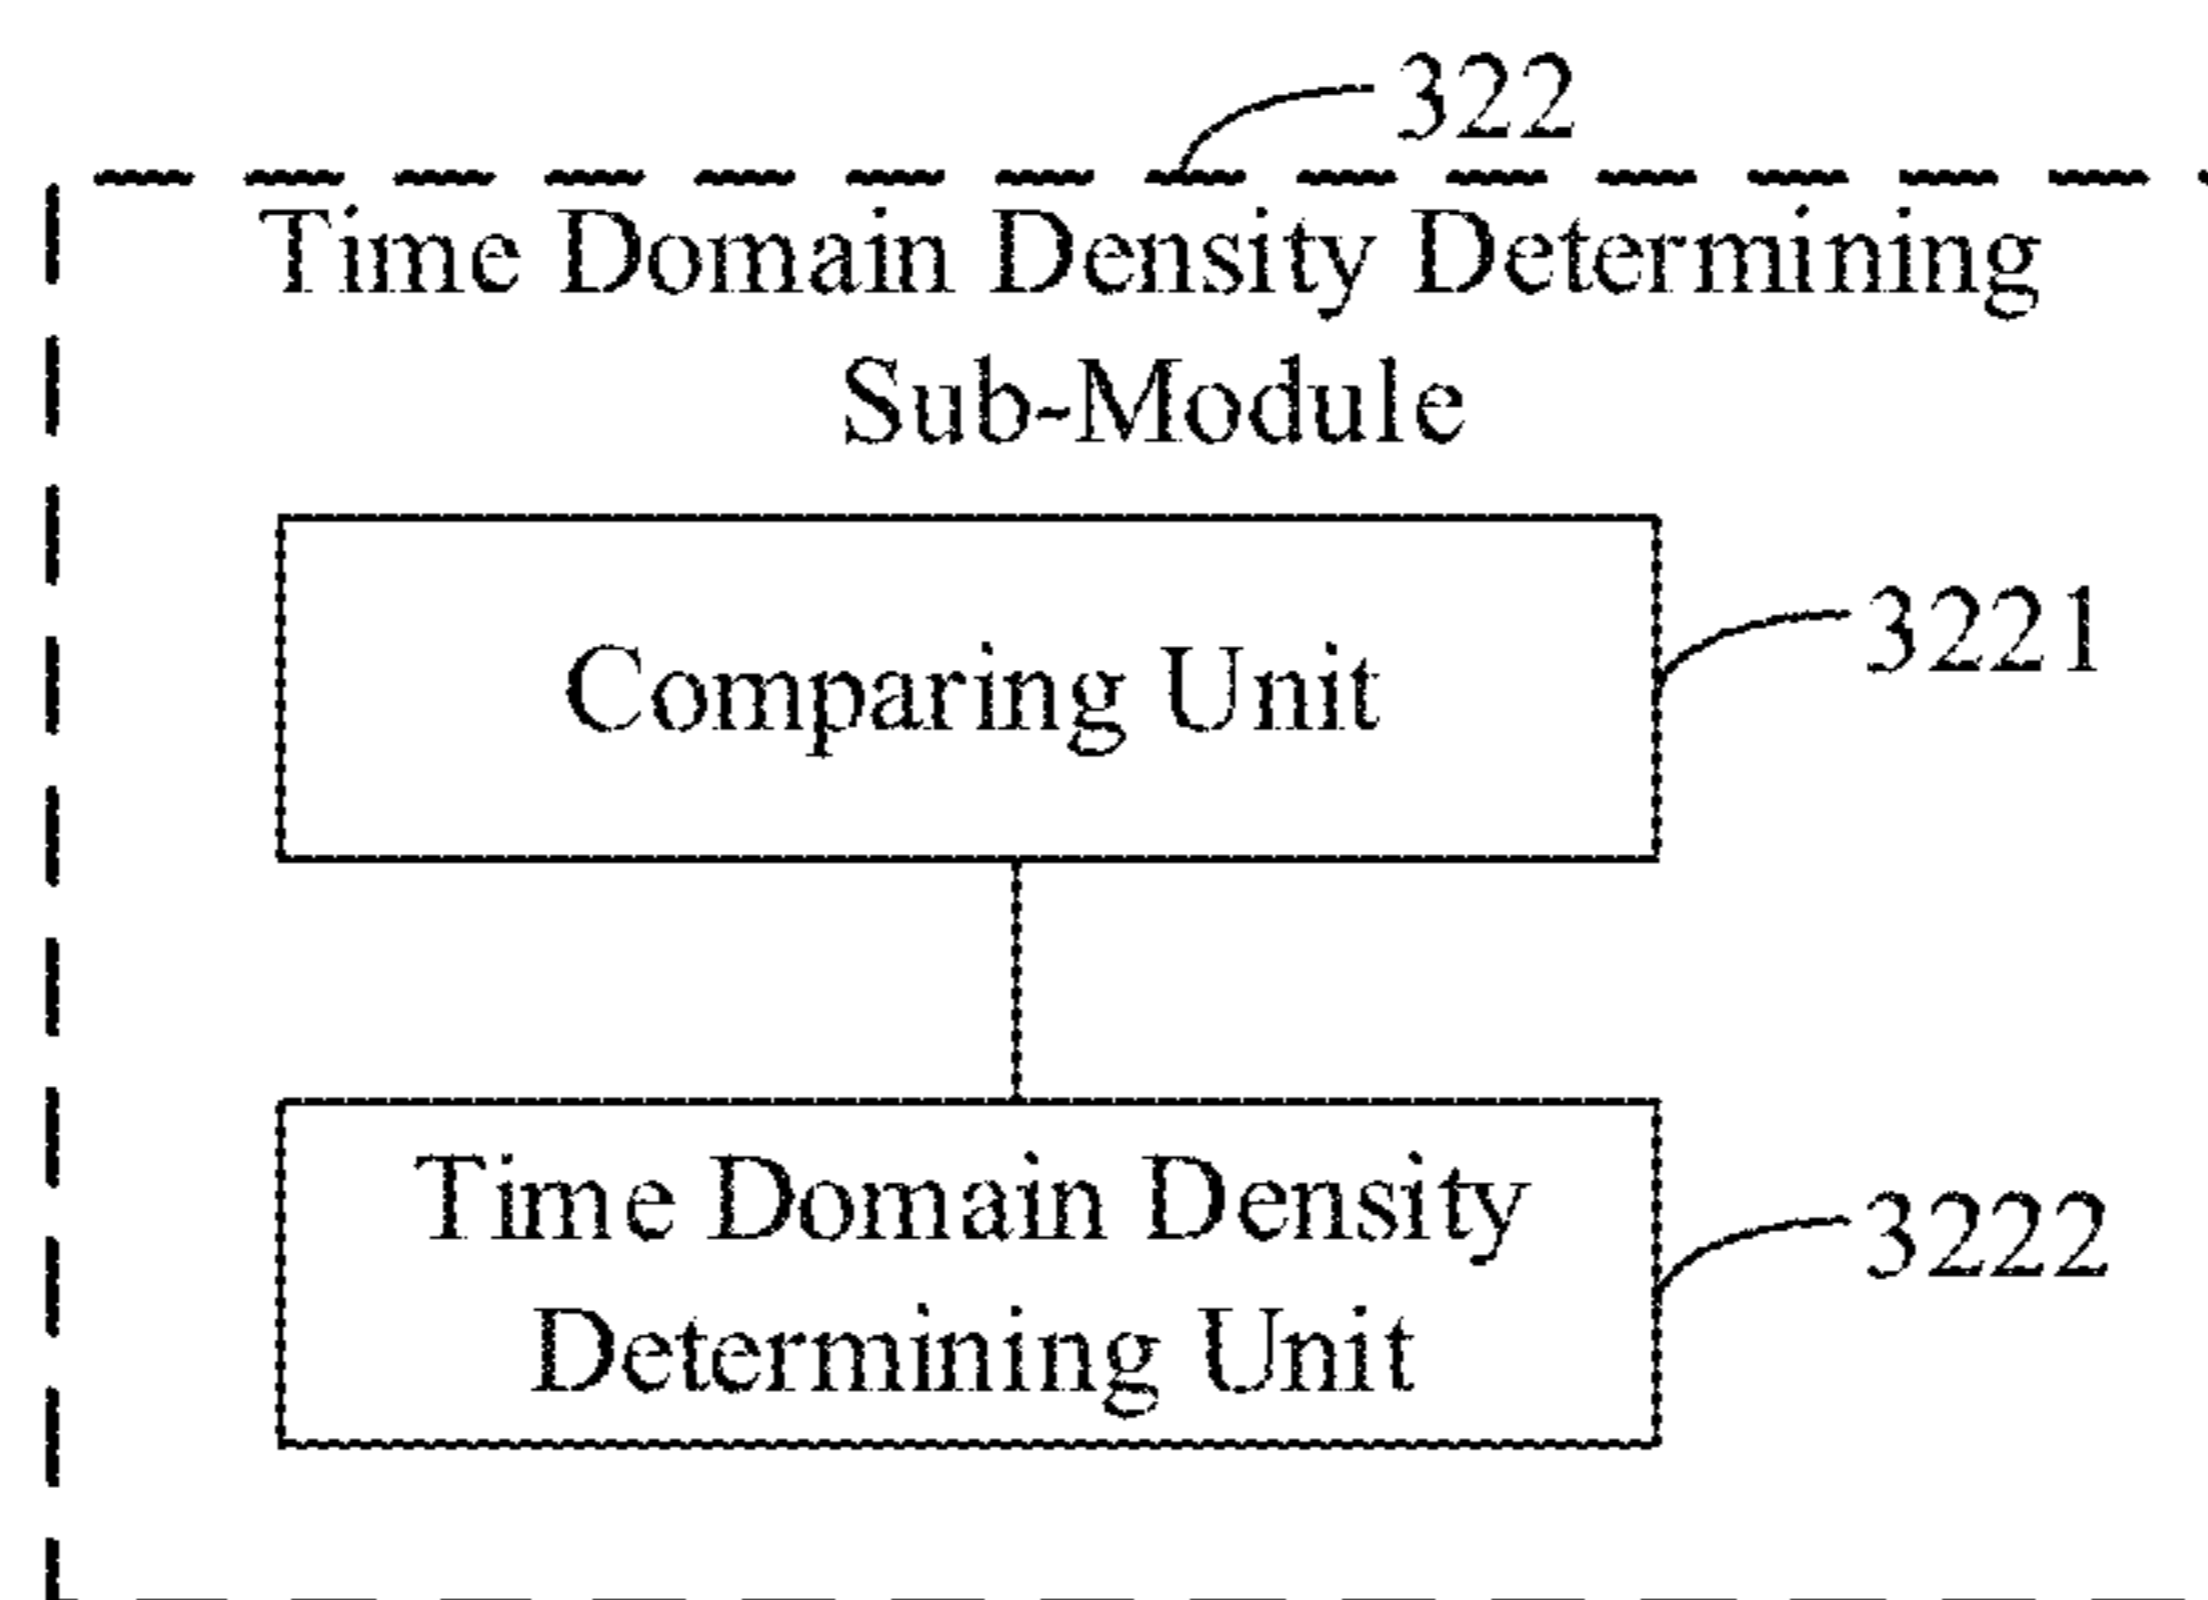 322
Time Domain Density Determining
Sub-Module
Comparing Unit
3221
Time Domain Density
Determining Unit
3222